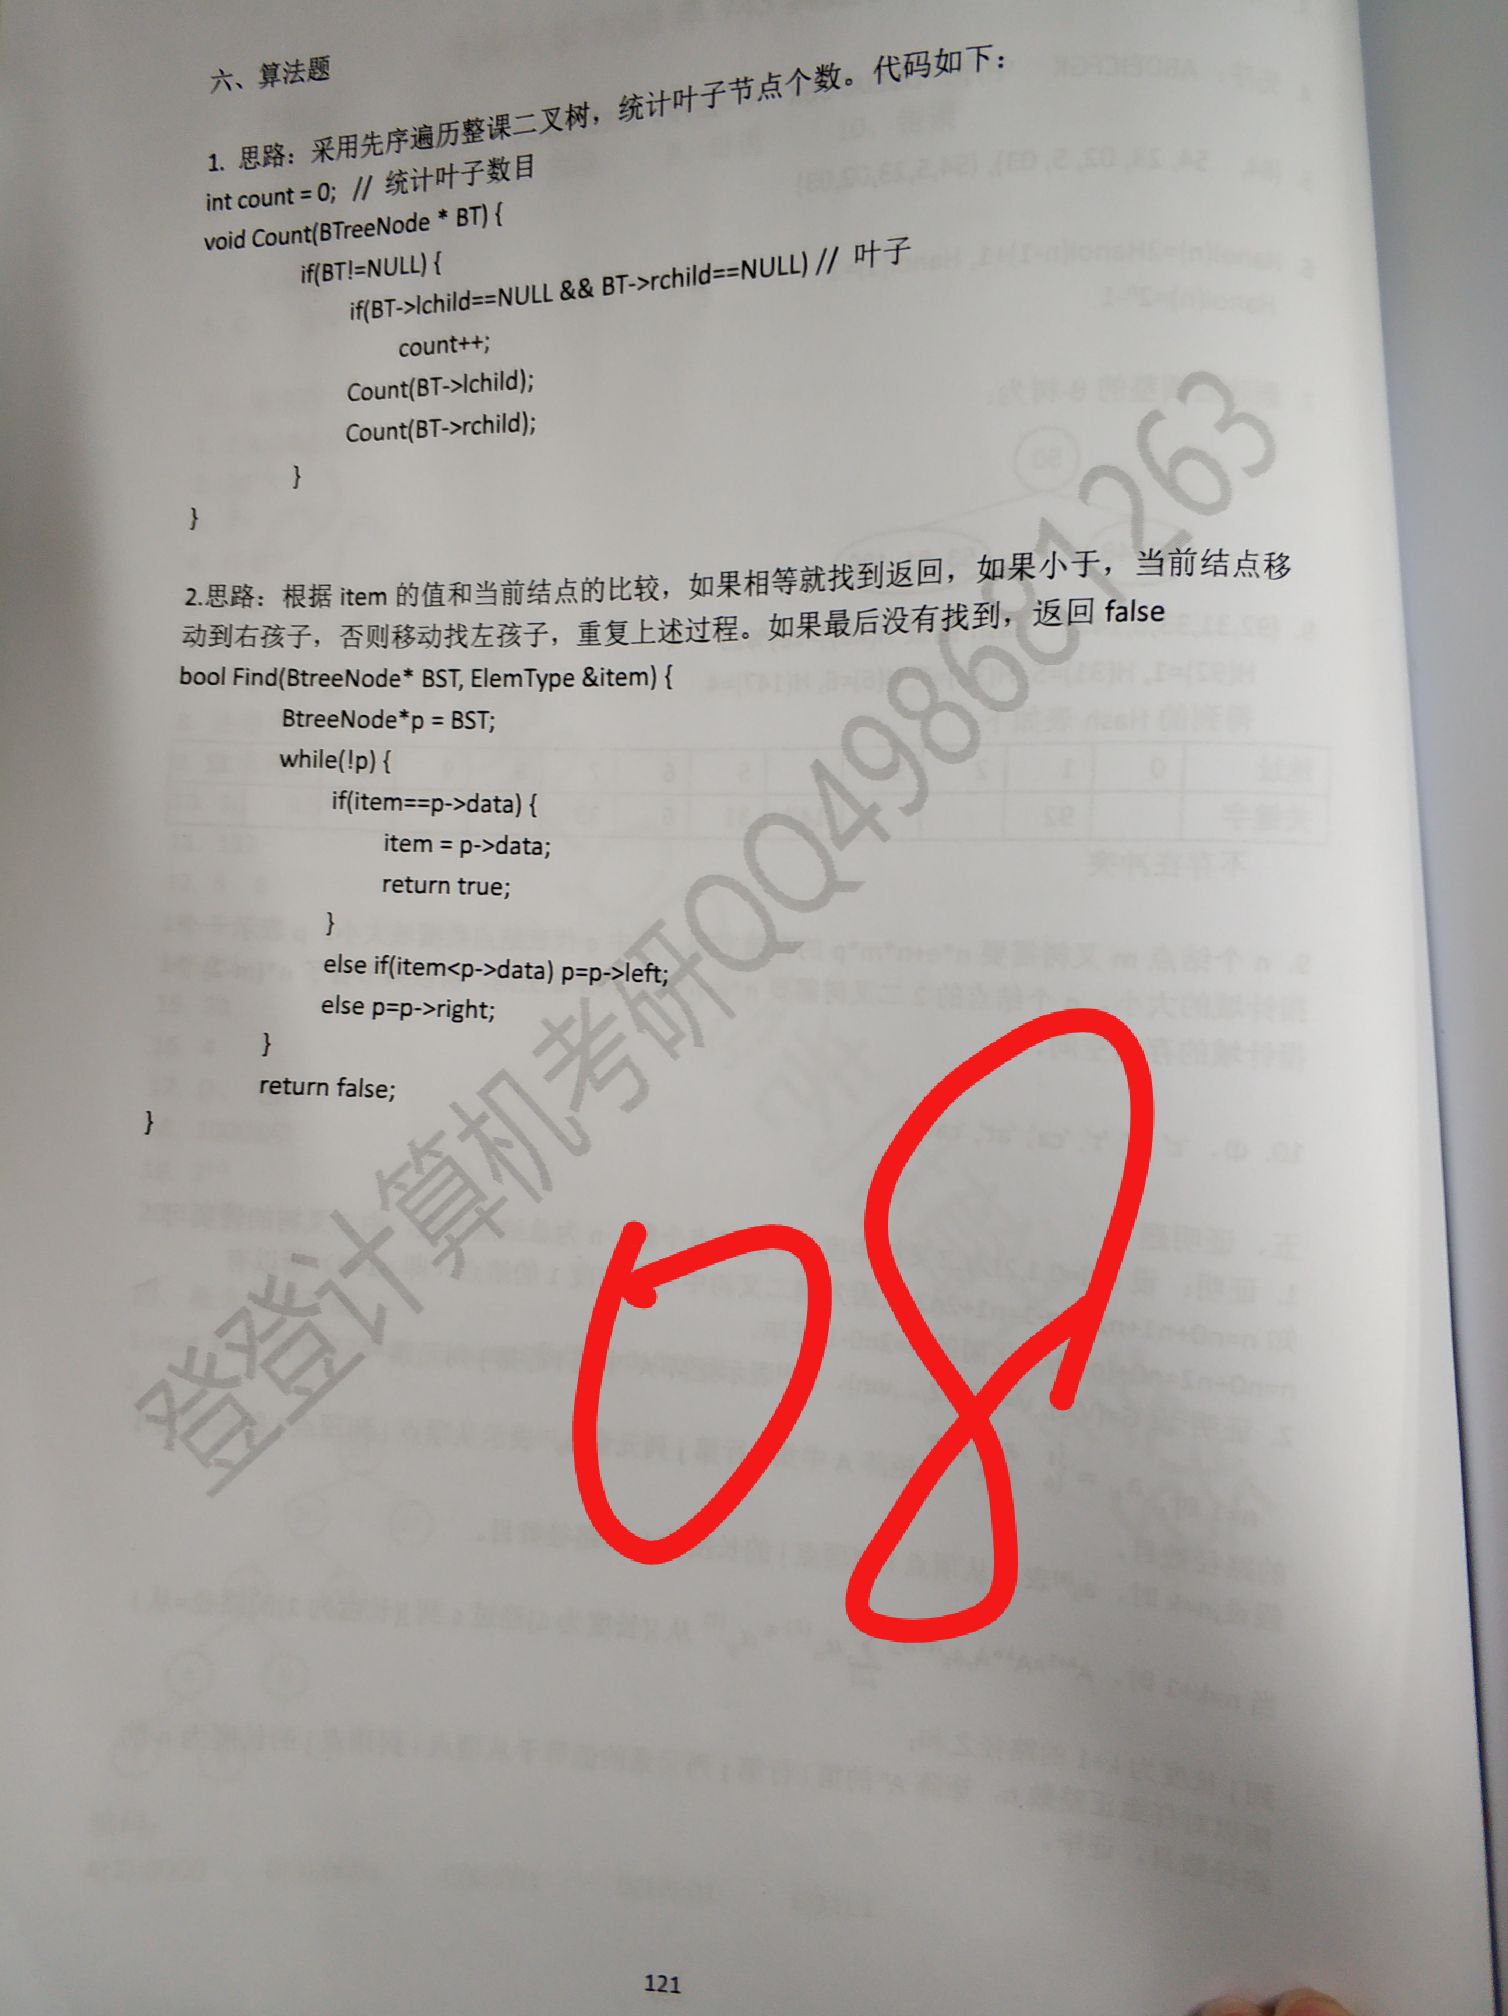 六、算法题
1. 思路：采用先序遍历整课二叉树，统计叶子节点个数。代码如下：
int count = 0; // 统计叶子数目
void Count(BTreeNode * BT) {
if(BT!=NULL) {
if(BT->lchild==NULL && BT->rchild==NULL) // 叶子
count++;
Count(BT->lchild);
Count(BT->rchild);
}
}
2.思路：根据 item 的值和当前结点的比较，如果相等就找到返回，如果小于，当前结点移
动到右孩子，否则移动找左孩子，重复上述过程。如果最后没有找到，返回 false
bool Find(BtreeNode* BST, ElemType &item) {
BtreeNode*p = BST;
while(!p) {
if(item==p->data) {
item = p->data;
return true;
}
else if(item<p->data) p=p->left;
else p=p->right;
}
return false;
}
登登计算机考研QQ498681263
08
121